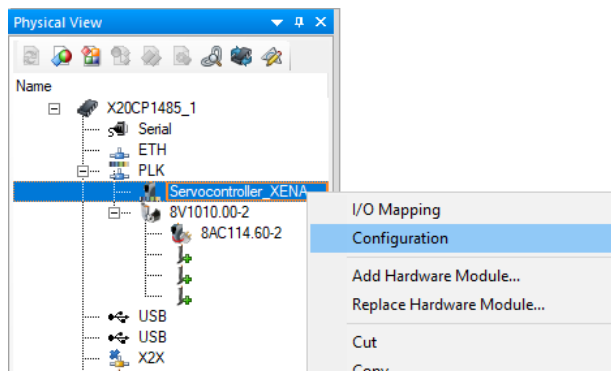 Physical View
Name
X20CP1485_1
Serial
ETH
PLK
Servocontroller_XENA
8V1010.00-2
8AC114.60-2
USB
USB
X2X
I/O Mapping
Configuration
Add Hardware Module...
Replace Hardware Module...
Cut
Copy